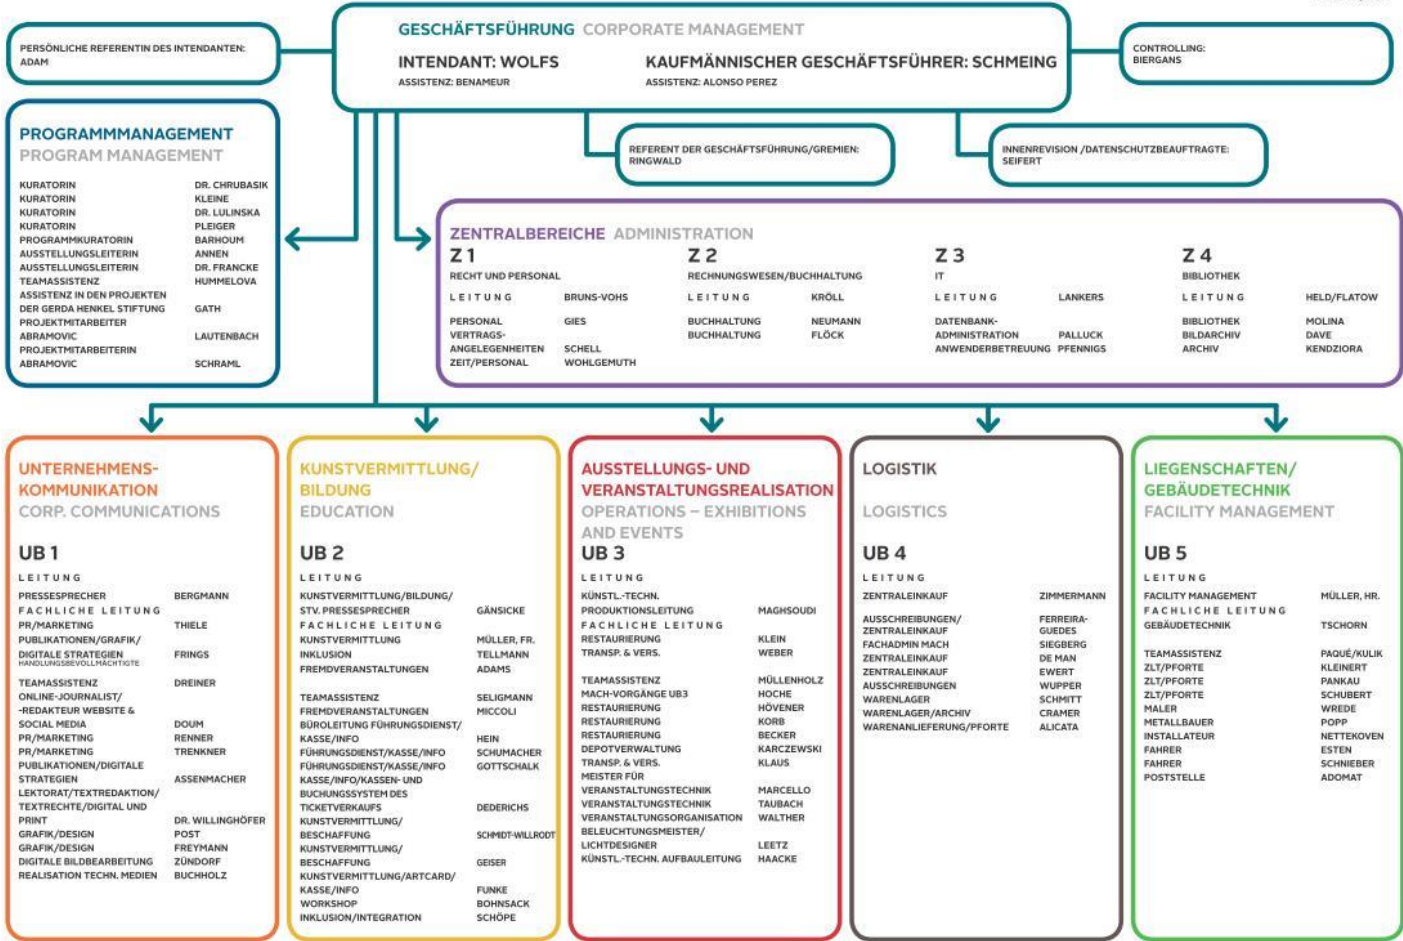 GESCHÄFTSFÜHRUNG CORPORATE MANAGEMENT
INTENDANT: WOLFS KAUFMÄNNISCHER GESCHÄFTSFÜHRER: SCHMEING
ASSISTENZ: BENAMEUR ASSISTENZ: ALONSO PEREZ
PERSÖNLICHE REFERENTIN DES INTENDANTEN:
ADAM
CONTROLLING:
BIERGANS
REFERENT DER GESCHÄFTSFÜHRUNG/GREMIEN:
RINGWALD
INNENREVISION /DATENSCHUTZBEAUFTRAGTE:
SEIFERT
PROGRAMMMANAGEMENT
PROGRAM MANAGEMENT
KURATORIN DR. CHRUBASIK
KURATORIN KLEINE
KURATORIN DR. LULINSKA
KURATORIN PLEIGER
PROGRAMMKURATORIN BARHOUM
AUSSTELLUNGSLEITERIN ANNEN
AUSSTELLUNGSLEITERIN DR. FRANCKE
TEAMASSISTENZ HUMMELOVA
ASSISTENZ IN DEN PROJEKTEN
DER GERDA HENKEL STIFTUNG GATH
PROJEKTMITARBEITER
ABRAMOVIC LAUTENBACH
PROJEKTMITARBEITERIN
ABRAMOVIC SCHRAML
ZENTRALBEREICHE ADMINISTRATION
Z 1
RECHT UND PERSONAL
LEITUNG BRUNS-VOHS
PERSONAL GIES
VERTRAGS-
ANGELEGENHEITEN SCHELL
ZEIT/PERSONAL WOHLGEMUTH
Z 2
RECHNUNGSWESEN/BUCHHALTUNG
LEITUNG KRÖLL
BUCHHALTUNG NEUMANN
BUCHHALTUNG FLÖCK
Z 3
IT
LEITUNG LANKERS
DATENBANK-
ADMINISTRATION PALLUCK
ANWENDERBETREUUNG PFENNIGS
Z 4
BIBLIOTHEK
LEITUNG HELD/FLATOW
BIBLIOTHEK MOLINA
BILDARCHIV DAVE
ARCHIV KENDZIORA
UNTERNEHMENS-
KOMMUNIKATION
CORP. COMMUNICATIONS
UB 1
LEITUNG
PRESSESPRECHER BERGMANN
FACHLICHE LEITUNG
PR/MARKETING THIELE
PUBLIKATIONEN/GRAFIK/
DIGITALE STRATEGIEN FRINGS
HANDLUNGSBEVOLLMÄCHTIGTE
TEAMASSISTENZ DREINER
ONLINE-JOURNALIST/
-REDAKTEUR WEBSITE &
SOCIAL MEDIA DOUM
PR/MARKETING RENNER
PR/MARKETING TRENKNER
PUBLIKATIONEN/DIGITALE
STRATEGIEN ASSENMACHER
LEKTORAT/TEXTREDAKTION/
TEXTRECHTE/DIGITAL UND
PRINT DR. WILLINGHÖFER
GRAFIK/DESIGN POST
GRAFIK/DESIGN FREYMANN
DIGITALE BILDBEARBEITUNG ZÜNDORF
REALISATION TECHN. MEDIEN BUCHHOLZ
KUNSTVERMITTLUNG/
BILDUNG
EDUCATION
UB 2
LEITUNG
KUNSTVERMITTLUNG/BILDUNG/
STV. PRESSESPRECHER GÄNSICKE
FACHLICHE LEITUNG
KUNSTVERMITTLUNG MÜLLER, FR.
INKLUSION TELLMANN
FREMDVERANSTALTUNGEN ADAMS
TEAMASSISTENZ SELIGMANN
FREMDVERANSTALTUNGEN MICCOLI
BÜROLEITUNG FÜHRUNGSDIENST/
KASSE/INFO HEIN
FÜHRUNGSDIENST/KASSE/INFO SCHUMACHER
FÜHRUNGSDIENST/KASSE/INFO GOTTSCHALK
KASSE/INFO/KASSEN- UND
BUCHUNGSSYSTEM DES
TICKETVERKAUFS DEDERICHS
KUNSTVERMITTLUNG/
BESCHAFFUNG SCHMIDT-WILLRODT
KUNSTVERMITTLUNG/
BESCHAFFUNG GEISER
KUNSTVERMITTLUNG/ARTCARD/
KASSE/INFO FUNKE
WORKSHOP BOHNSACK
INKLUSION/INTEGRATION SCHÖPE
AUSSTELLUNGS- UND
VERANSTALTUNGSREALISATION
OPERATIONS – EXHIBITIONS
AND EVENTS
UB 3
LEITUNG
KÜNSTL.-TECHN.
PRODUKTIONSLEITUNG MAGHSOUDI
FACHLICHE LEITUNG
RESTAURIERUNG KLEIN
TRANSP. & VERS. WEBER
TEAMASSISTENZ MÜLLENHOLZ
MACH-VORGÄNGE UB3 HOCHE
RESTAURIERUNG HÖVENER
RESTAURIERUNG KORB
RESTAURIERUNG BECKER
DEPOTVERWALTUNG KARCZEWSKI
TRANSP. & VERS. KLAUS
MEISTER FÜR
VERANSTALTUNGSTECHNIK MARCELLO
VERANSTALTUNGSTECHNIK TAUBACH
VERANSTALTUNGSORGANISATION WALTHER
BELEUCHTUNGSMEISTER/
LICHTDESIGNER LEETZ
KÜNSTL.-TECHN. AUFBAULEITUNG HAACKE
LOGISTIK
LOGISTICS
UB 4
LEITUNG
ZENTRALEINKAUF ZIMMERMANN
AUSSCHREIBUNGEN/ FERREIRA-
ZENTRALEINKAUF GUEDES
FACHADMIN MACH SIEGBERG
ZENTRALEINKAUF DE MAN
ZENTRALEINKAUF EWERT
AUSSCHREIBUNGEN WUPPER
WARENLAGER SCHMITT
WARENLAGER/ARCHIV CRAMER
WARENANLIEFERUNG/PFORTE ALICATA
LIEGENSCHAFTEN/
GEBÄUDETECHNIK
FACILITY MANAGEMENT
UB 5
LEITUNG
FACILITY MANAGEMENT MÜLLER, HR.
FACHLICHE LEITUNG
GEBÄUDETECHNIK TSCHORN
TEAMASSISTENZ PAQUÉ/KULIK
ZLT/PFORTE KLEINERT
ZLT/PFORTE PANKAU
ZLT/PFORTE SCHUBERT
MALER WREDE
METALLBAUER POPP
INSTALLATEUR NETTEKOVEN
FAHRER ESTEN
FAHRER SCHNIEBER
POSTSTELLE ADOMAT